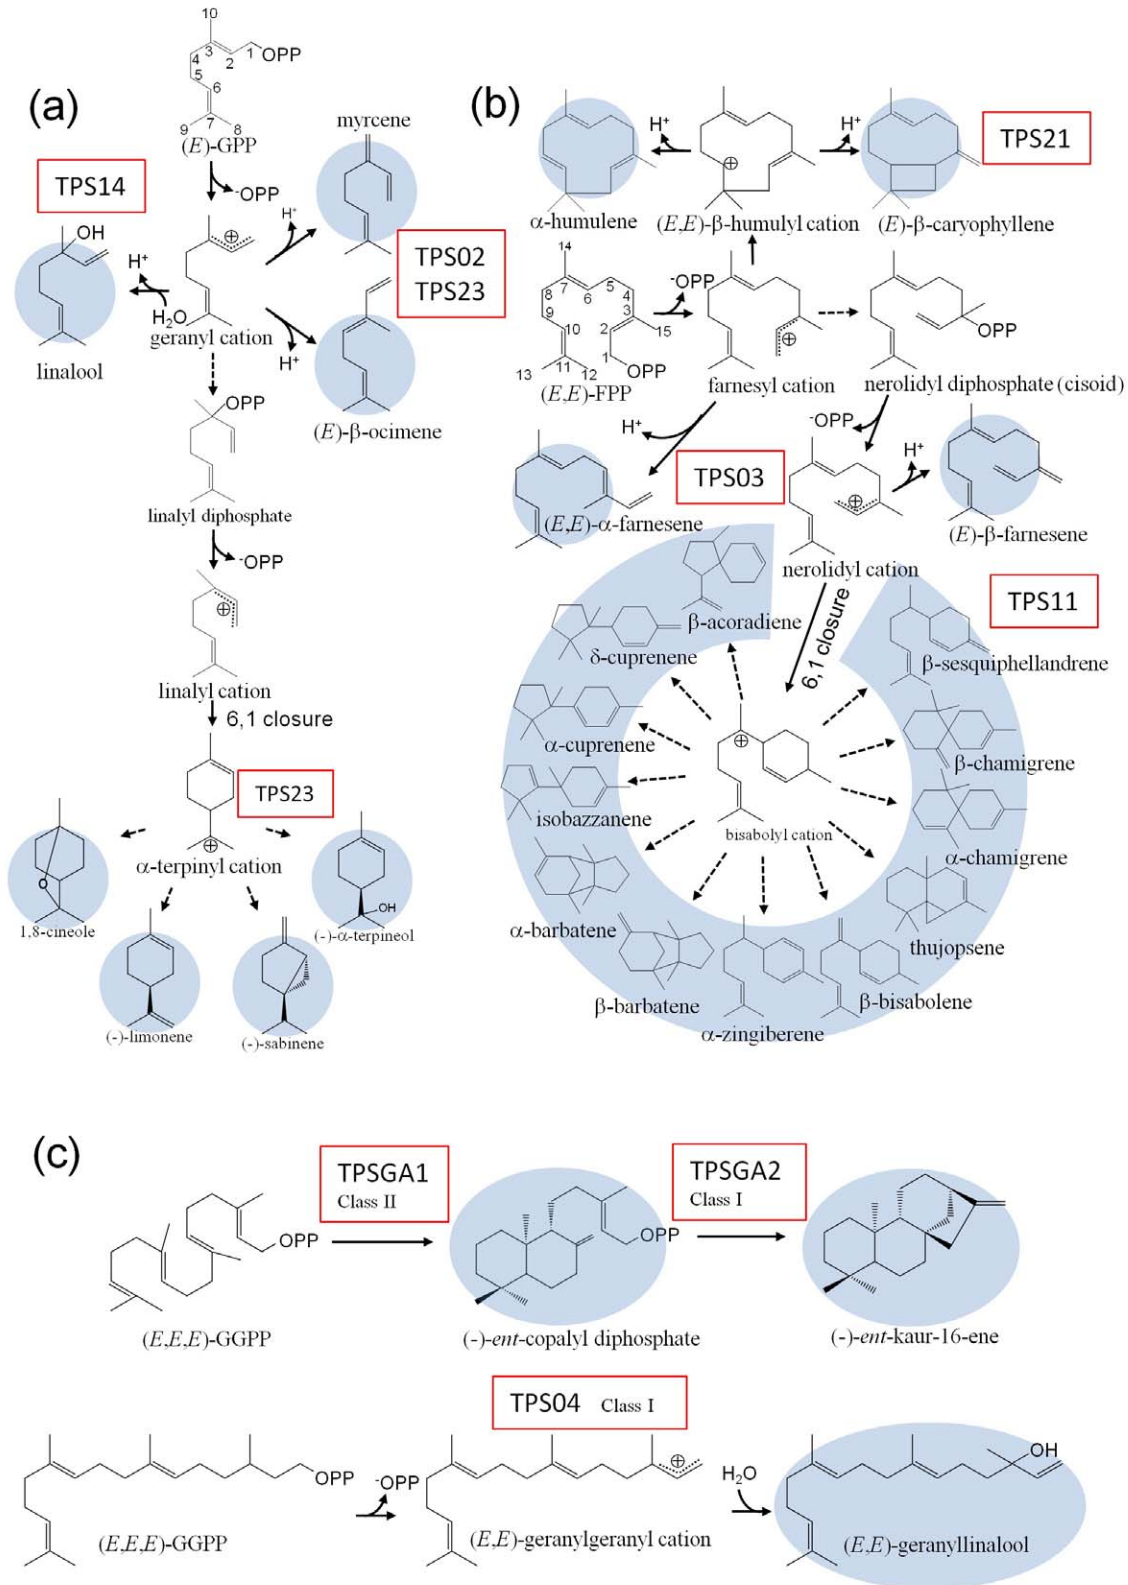 (a)
10
3
4
2
1
OPP
5
6
7
9
8
(E)-GPP
-OPP
TPS14
OH
H+
H2O
linalool
geranyl cation
H+
myrcene
TPS02
TPS23
H+
(E)-β-ocimene
OPP
linalyl diphosphate
-OPP
linalyl cation
6,1 closure
TPS23
α-terpinyl cation
O
1,8-cineole
OH
(-)-α-terpineol
(-)-limonene
(-)-sabinene
(b)
H+
H+
TPS21
α-humulene
(E,E)-β-humulyl cation
(E)-β-caryophyllene
14
7
5
8
6
4
9
3
10
2
15
1
11
13
12
OPP
(E,E)-FPP
-OPP
farnesyl cation
OPP
nerolidyl diphosphate (cisoid)
H+
-OPP
H+
TPS03
(E,E)-α-farnesene
(E)-β-farnesene
nerolidyl cation
TPS11
6,1 closure
β-acoradiene
δ-cuprenene
β-sesquiphellandrene
α-cuprenene
β-chamigrene
isobazzanene
bisabolyl cation
α-chamigrene
α-barbatene
thujopsene
β-barbatene
β-bisabolene
α-zingiberene
(c)
TPSGA1
Class II
TPSGA2
Class I
OPP
OPP
(E,E,E)-GGPP
(-)-ent-copalyl diphosphate
(-)-ent-kaur-16-ene
TPS04 Class I
OPP
-OPP
H2O
OH
(E,E,E)-GGPP
(E,E)-geranylgeranyl cation
(E,E)-geranyllinalool